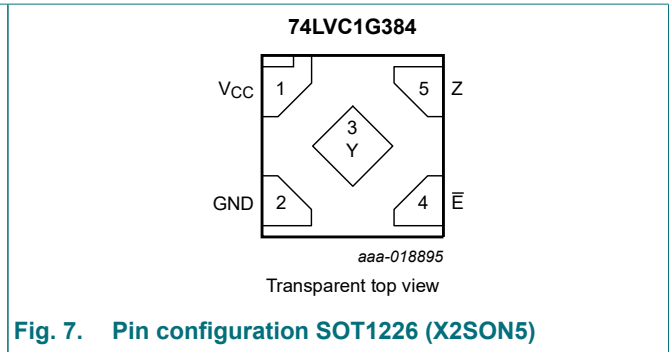 74LVC1G384
VCC 1 5 Z
3
Y
GND 2 4 E̅
aaa-018895
Transparent top view
Fig. 7. Pin configuration SOT1226 (X2SON5)